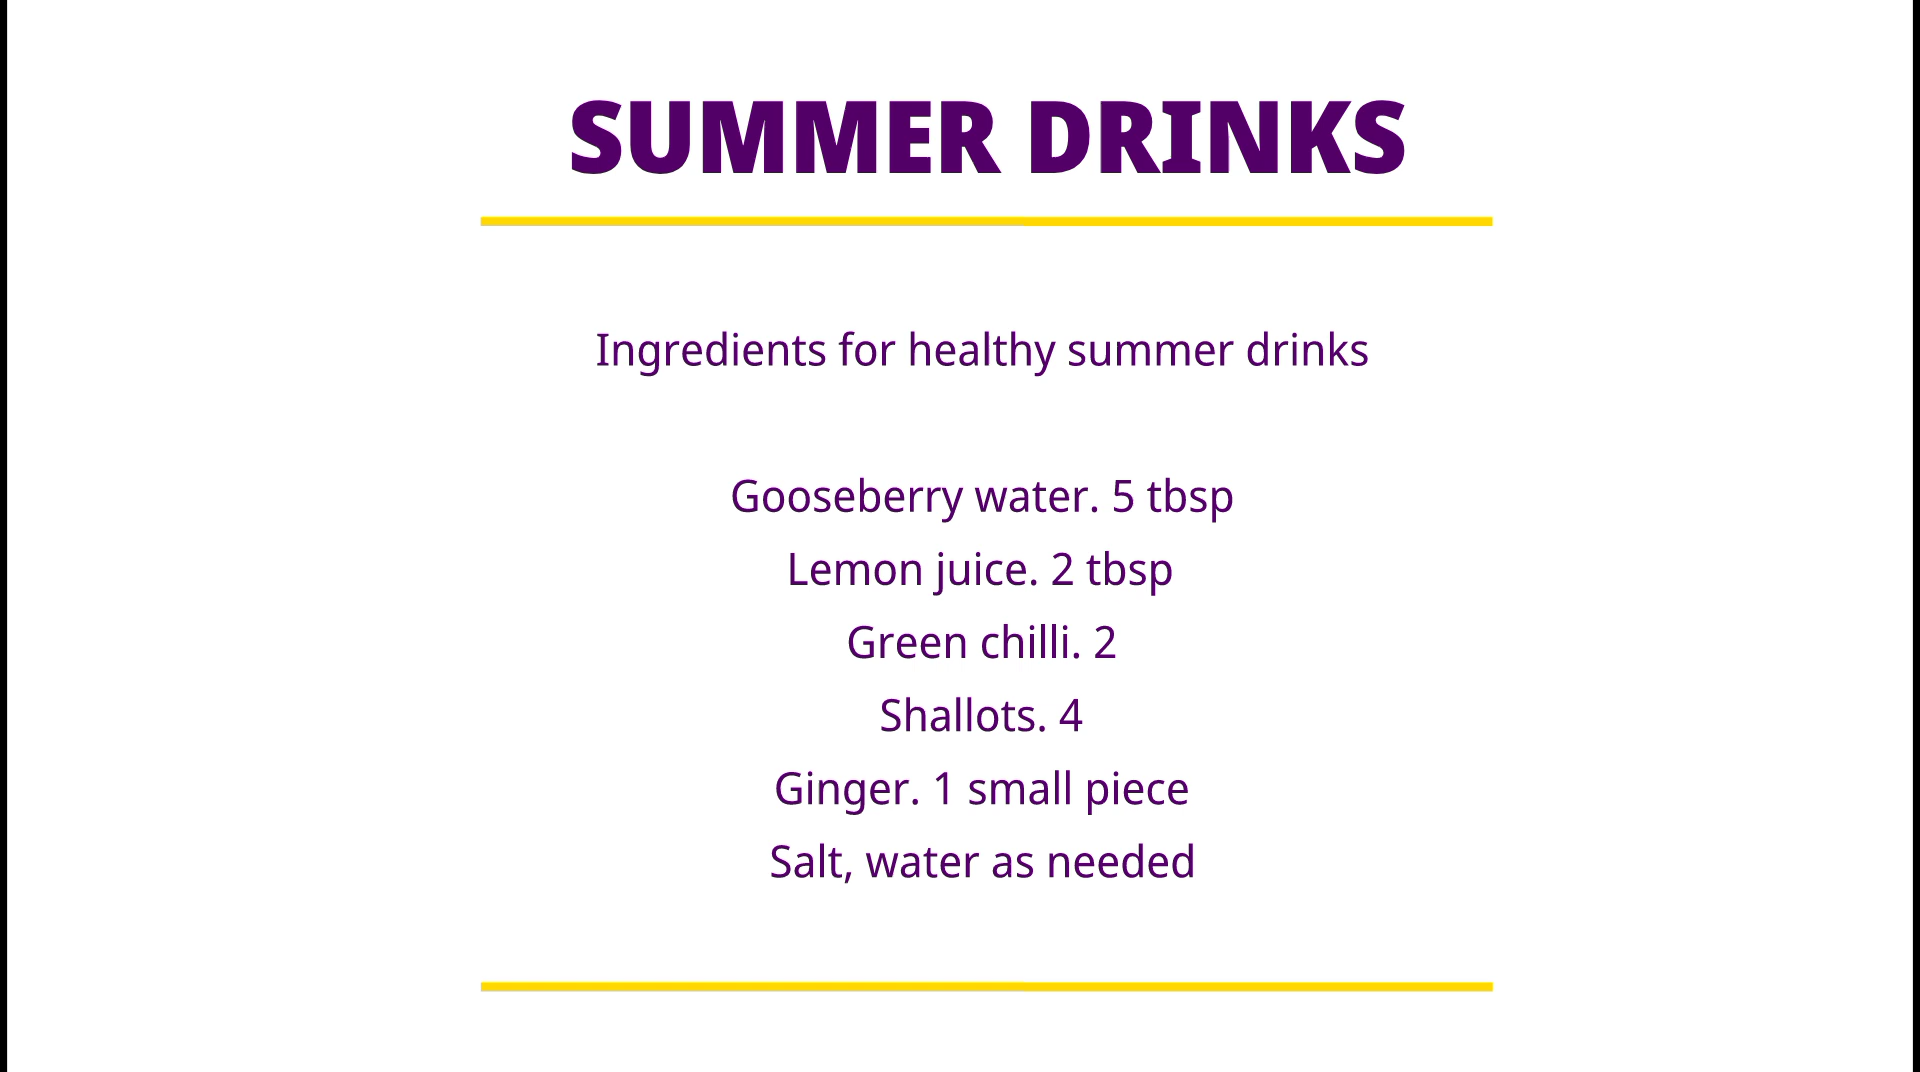 SUMMER DRINKS
Ingredients for healthy summer drinks
Gooseberry water. 5 tbsp
Lemon juice. 2 tbsp
Green chilli. 2
Shallots. 4
Ginger. 1 small piece
Salt, water as needed